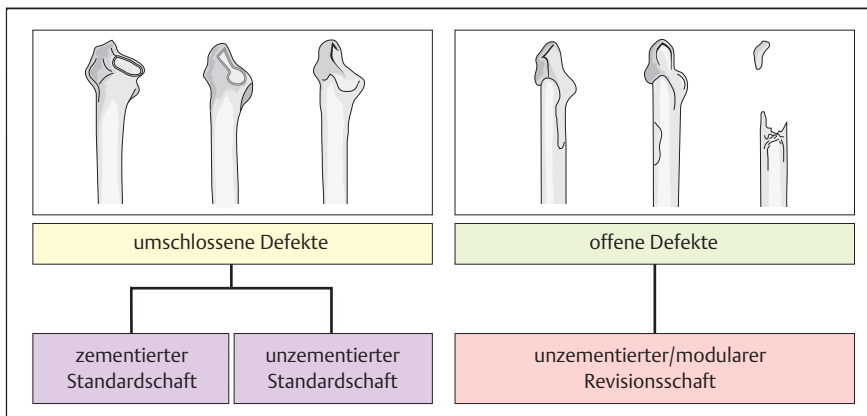 umschlossene Defekte
offene Defekte
zementierter
Standardschaft
unzementierter
Standardschaft
unzementierter/modularer
Revisionsschaft